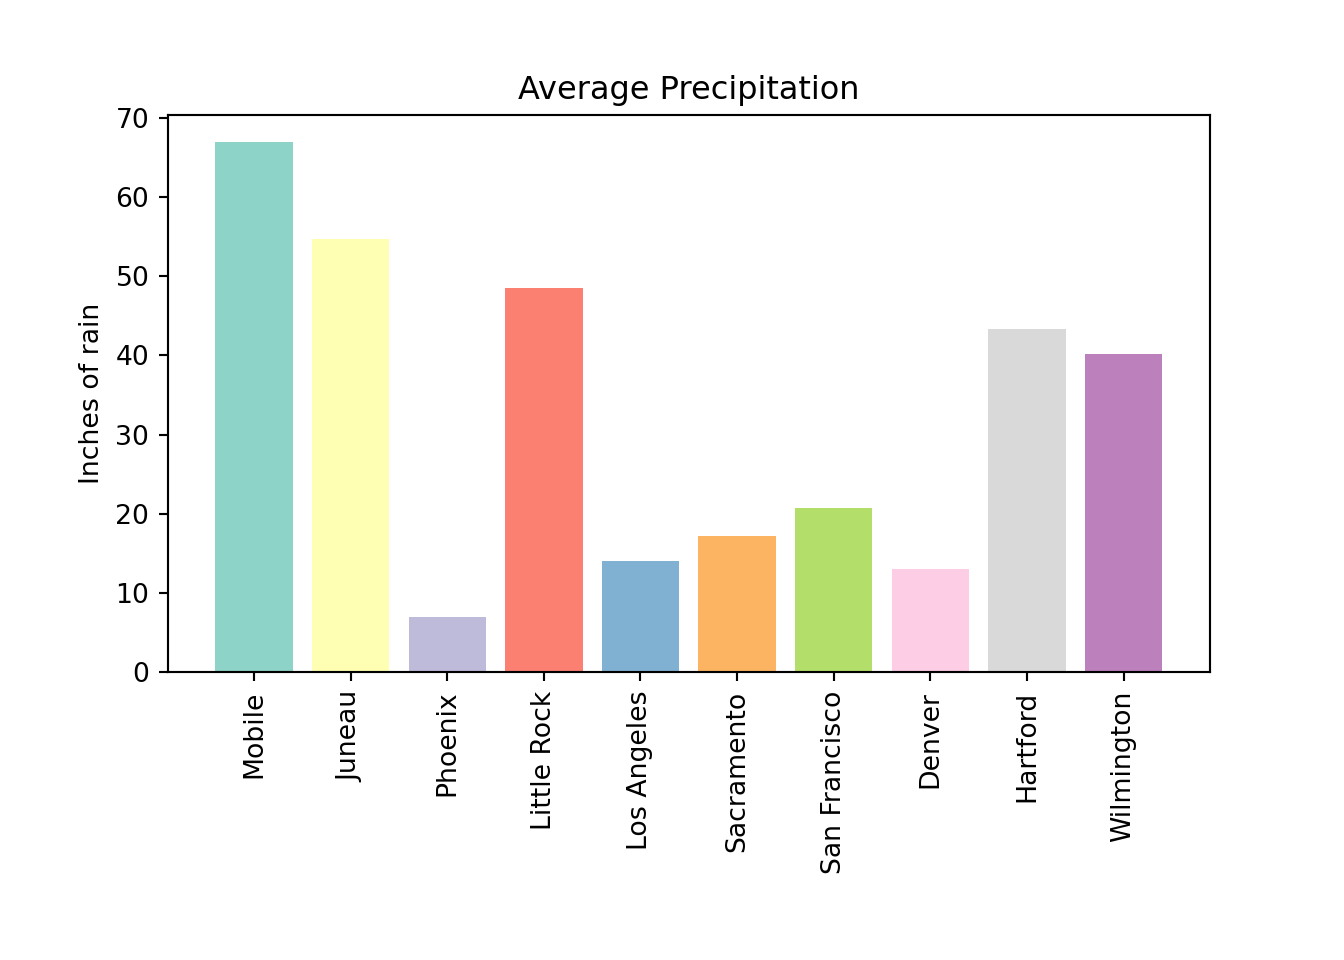 Average Precipitation
Inches of rain
70
60
50
40
30
20
10
0
Mobile
Juneau
Phoenix
Little Rock
Los Angeles
Sacramento
San Francisco
Denver
Hartford
Wilmington